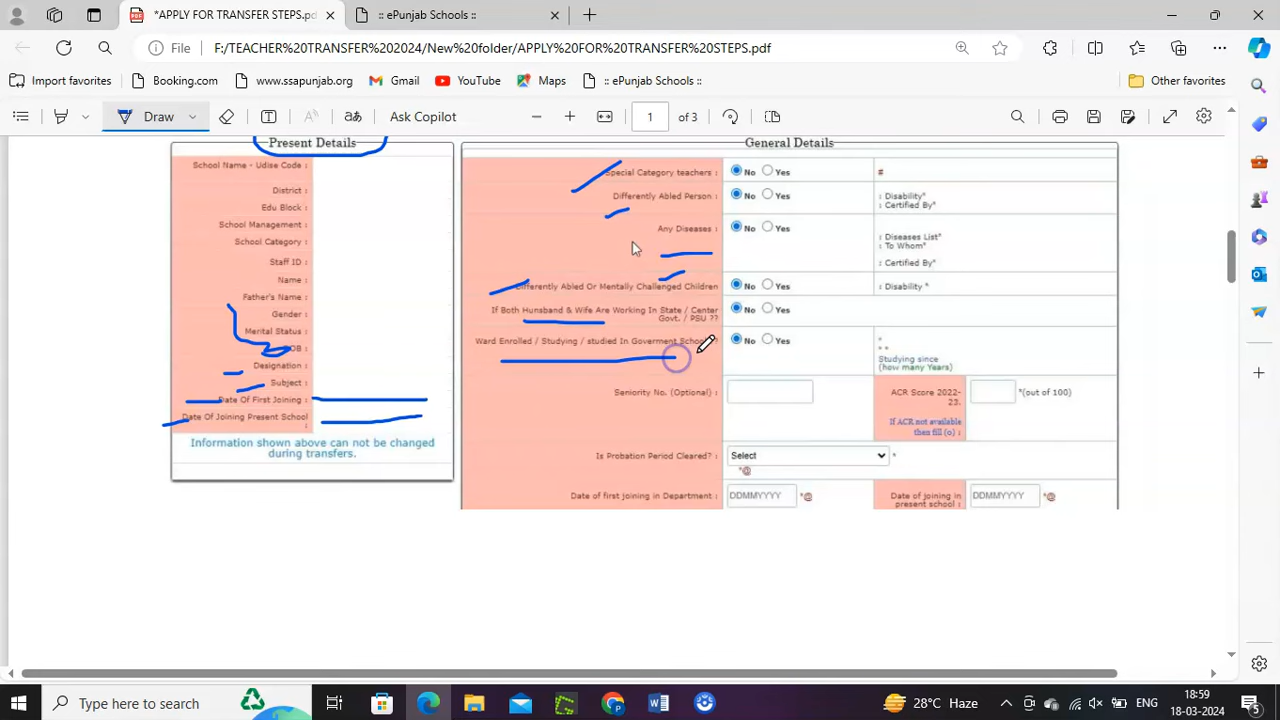 *APPLY FOR TRANSFER STEPS.pd
:: ePunjab Schools ::
File
F:/TEACHER%20TRANSFER%202024/New%20folder/APPLY%20FOR%20TRANSFER%20STEPS.pdf
Import favorites
Booking.com
www.ssapunjab.org
Gmail
YouTube
Maps
:: ePunjab Schools ::
Other favorites
Draw
Ask Copilot
1
of 3
Present Details
School Name - Udise Code :
District :
Edu Block :
School Management :
School Category :
Staff ID :
Name :
Father's Name :
Gender :
Merital Status :
DOB :
Designation :
Subject :
Date Of First Joining :
Date Of Joining Present School
:
Information shown above can not be changed
during transfers.
General Details
Special Category teachers :
No Yes
#
Differently Abled Person :
No Yes
: Disability*
: Certified By*
Any Diseases :
No Yes
: Diseases List*
: To Whom*
: Certified By*
Differently Abled Or Mentally Challenged Children
No Yes
: Disability *
If Both Hunsband & Wife Are Working In State / Center
Govt. / PSU ??
No Yes
Ward Enrolled / Studying / studied In Goverment School ?
No Yes
*
* *
Studying since
(how many Years)
Seniority No. (Optional) :
ACR Score 2022-
23.
If ACR not available
then fill (0) :
*(out of 100)
Is Probation Period Cleared? :
Select
*
*@
Date of first joining in Department :
DDMMYYYY
*@
Date of joining in
present school :
DDMMYYYY
*@
Type here to search
28°C Haze
ENG
18:59
18-03-2024
5